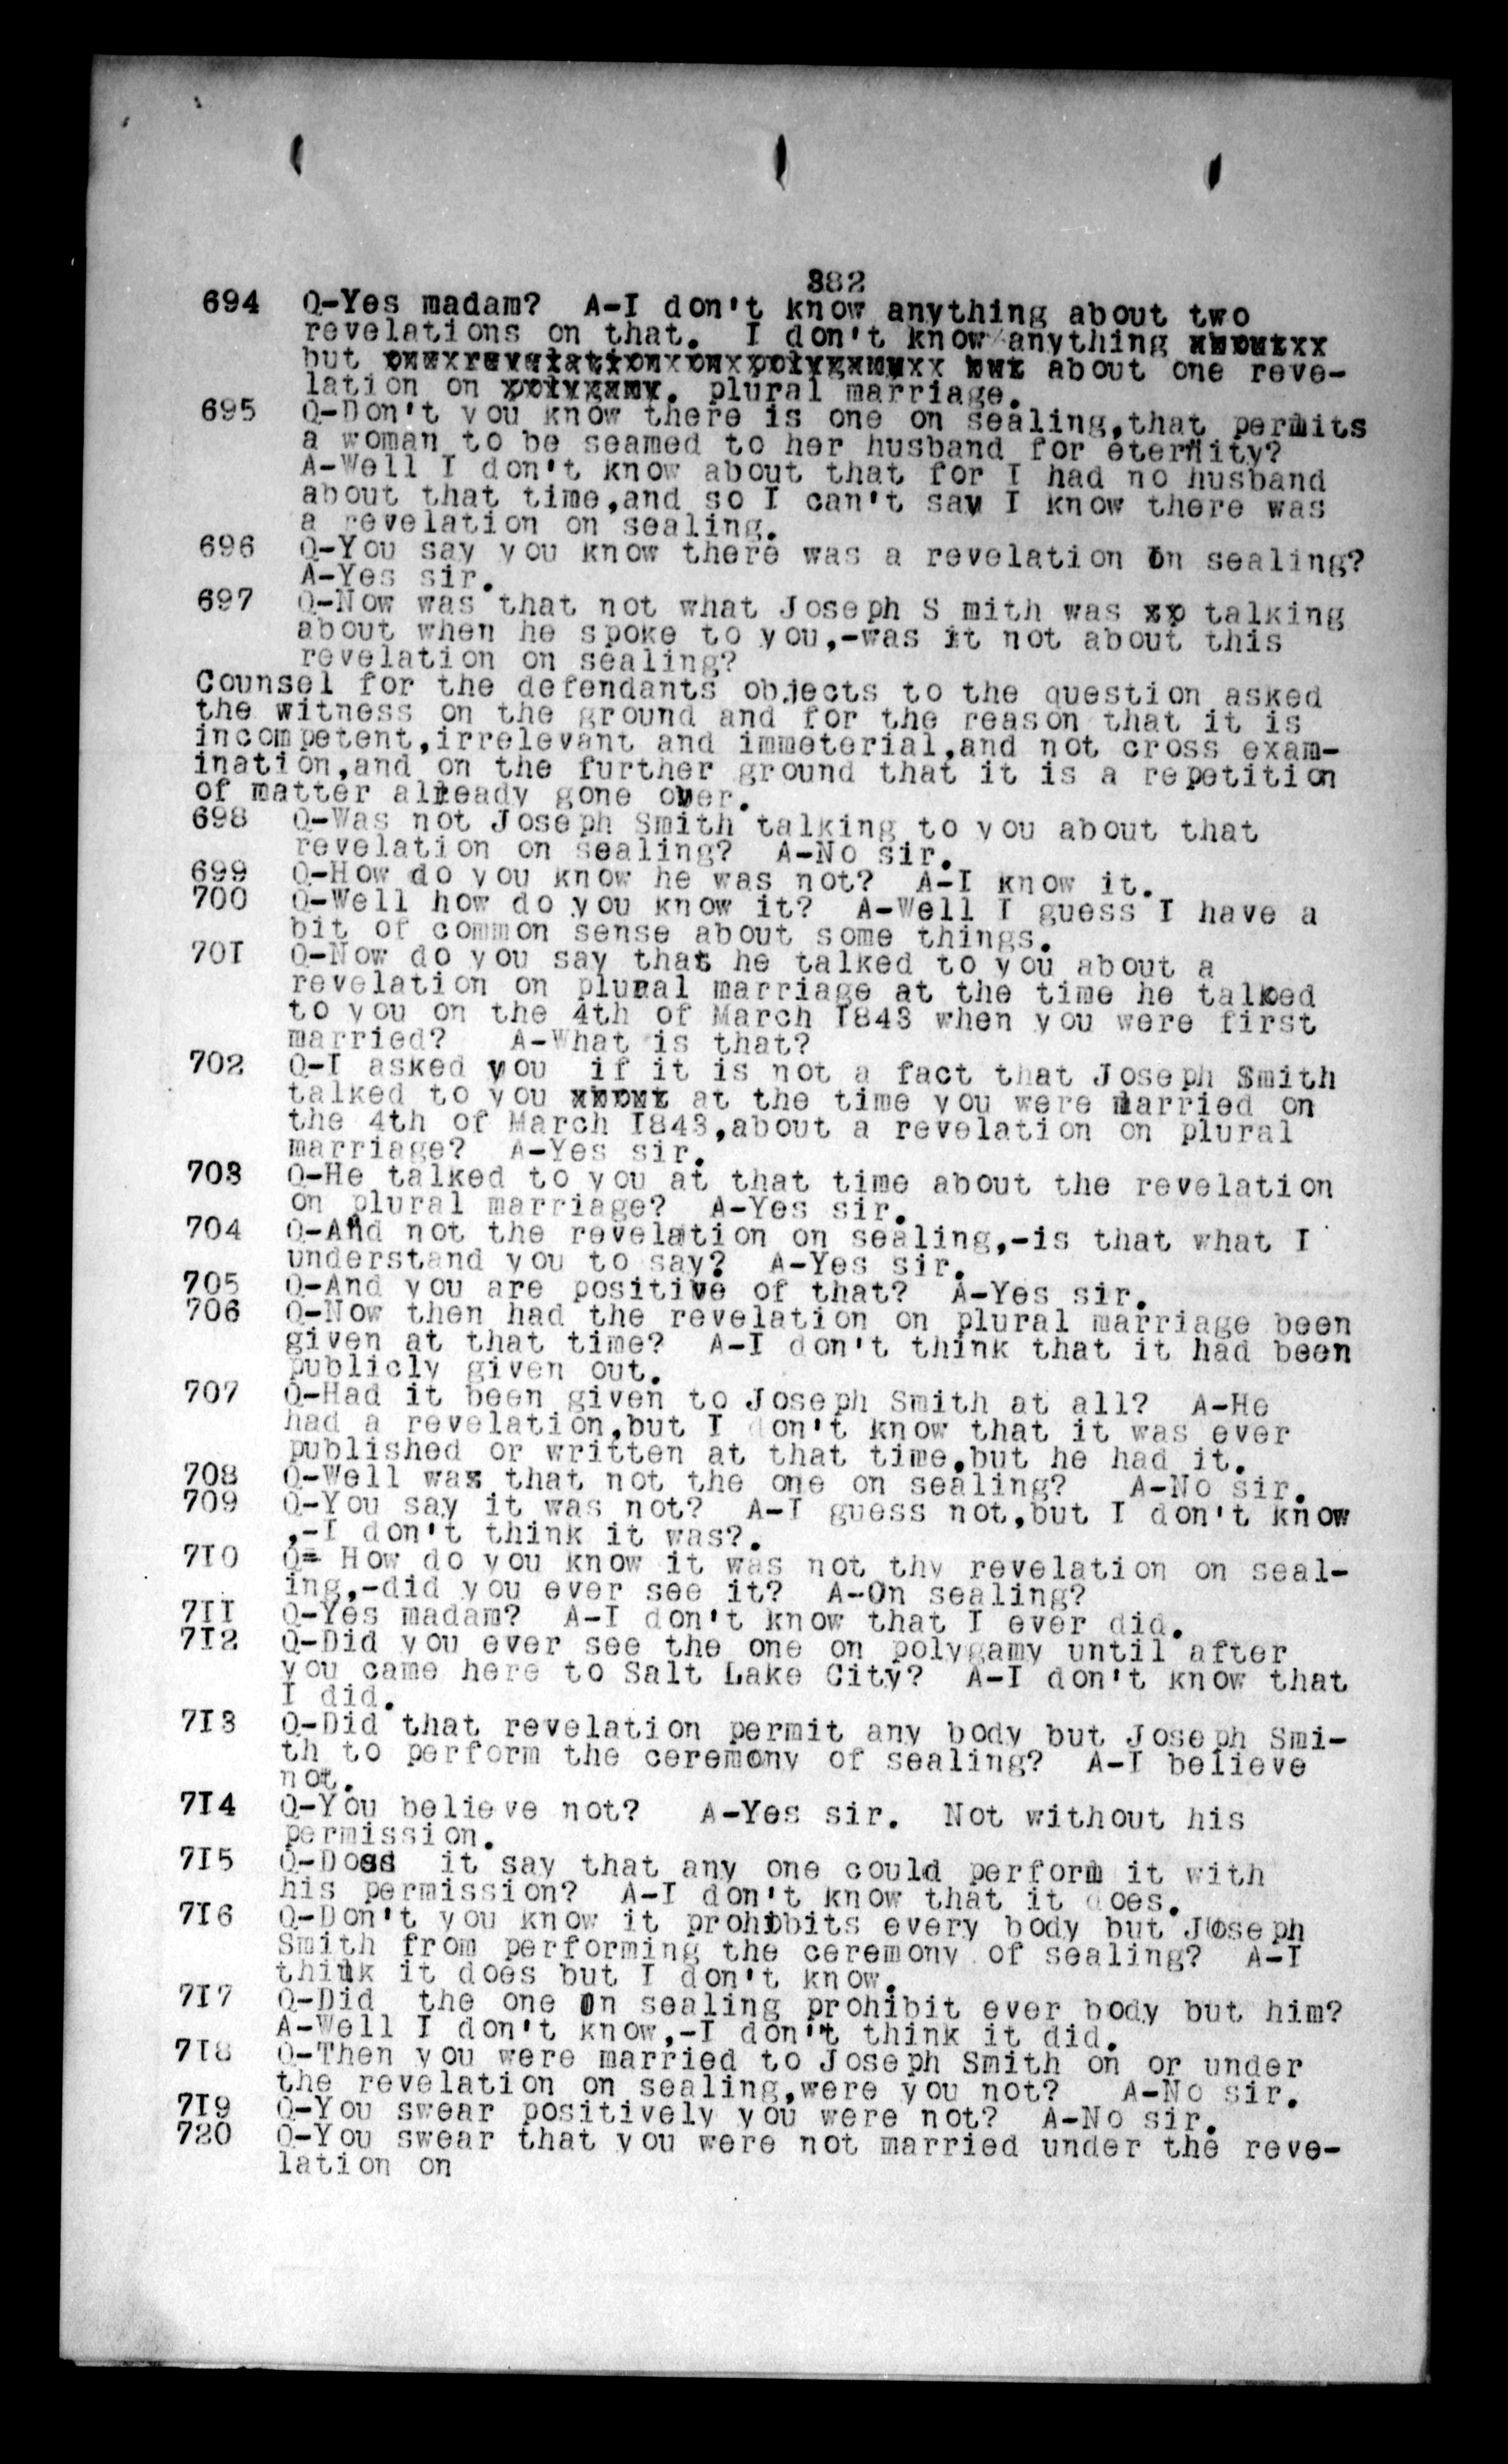 382
694 Q-Yes madam? A-I don't know anything about two
revelations on that. I don't know anything
but about one reve-
lation on plural marriage.
695 Q-Don't you know there is one on sealing,that permits
a woman to be seamed to her husband for eternity?
A-Well I don't know about that for I had no husband
about that time,and so I can't say I know there was
a revelation on sealing.
696 Q-You say you know there was a revelation on sealing?
A-Yes sir.
697 Q-Now was that not what Joseph S mith was xp talking
about when he spoke to you,-was it not about this
revelation on sealing?
Counsel for the defendants objects to the question asked
the witness on the ground and for the reason that it is
incompetent,irrelevant and immeterial,and not cross exam-
ination,and on the further ground that it is a repetition
of matter already gone over.
698 Q-Was not Joseph Smith talking to you about that
revelation on sealing? A-No sir.
699 Q-How do you know he was not? A-I know it.
700 Q-Well how do you know it? A-Well I guess I have a
bit of common sense about some things.
70I Q-Now do you say that he talked to you about a
revelation on plural marriage at the time he talked
to you on the 4th of March I843 when you were first
married? A-What is that?
702 Q-I asked you if it is not a fact that Joseph Smith
talked to you at the time you were married on
the 4th of March I843,about a revelation on plural
marriage? A-Yes sir.
703 Q-He talked to you at that time about the revelation
on plural marriage? A-Yes sir.
704 Q-And not the revelation on sealing,-is that what I
understand you to say? A-Yes sir.
705 Q-And you are positive of that? A-Yes sir.
706 Q-Now then had the revelation on plural marriage been
given at that time? A-I don't think that it had been
publicly given out.
707 Q-Had it been given to Joseph Smith at all? A-He
had a revelation,but I don't know that it was ever
published or written at that time,but he had it.
708 Q-Well was that not the one on sealing? A-No sir.
709 Q-You say it was not? A-I guess not,but I don't know
,-I don't think it was?.
7I0 Q= How do you know it was not thy revelation on seal-
ing,-did you ever see it? A-On sealing?
7II Q-Yes madam? A-I don't know that I ever did.
7I2 Q-Did you ever see the one on polygamy until after
you came here to Salt Lake City? A-I don't know that
I did.
7I3 Q-Did that revelation permit any body but Joseph Smi-
th to perform the ceremony of sealing? A-I believe
not.
7I4 Q-You believe not? A-Yes sir. Not without his
permission.
7I5 Q-Does it say that any one could perform it with
his permission? A-I don't know that it does.
7I6 Q-Don't you know it prohibits every body but Joseph
Smith from performing the ceremony of sealing? A-I
think it does but I don't know.
7I7 Q-Did the one on sealing prohibit ever body but him?
A-Well I don't know,-I don't think it did.
7I8 Q-Then you were married to Joseph Smith on or under
the revelation on sealing,were you not? A-No sir.
7I9 Q-You swear positively you were not? A-No sir.
720 Q-You swear that you were not married under the reve-
lation on